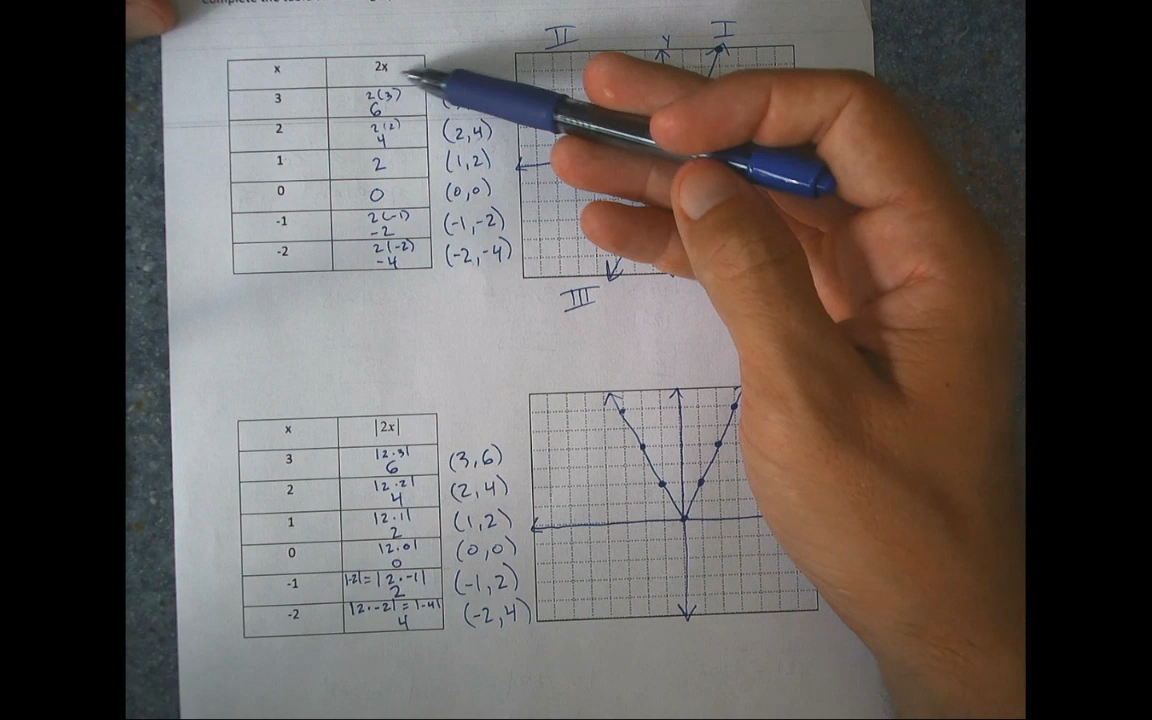 II
I
Y
x 2x
3 2(3) 6
2 2(2) 4 (2,4)
1 2 (1,2)
0 0 (0,0)
-1 2(-1) -2 (-1,-2)
-2 2(-2) -4 (-2,-4)
III
x |2x|
3 |2·3| 6 (3,6)
2 |2·2| 4 (2,4)
1 |2·1| 2 (1,2)
0 |2·0| 0 (0,0)
-1 |-2|=|2·-1| 2 (-1,2)
-2 |2·-2|=|-4| 4 (-2,4)